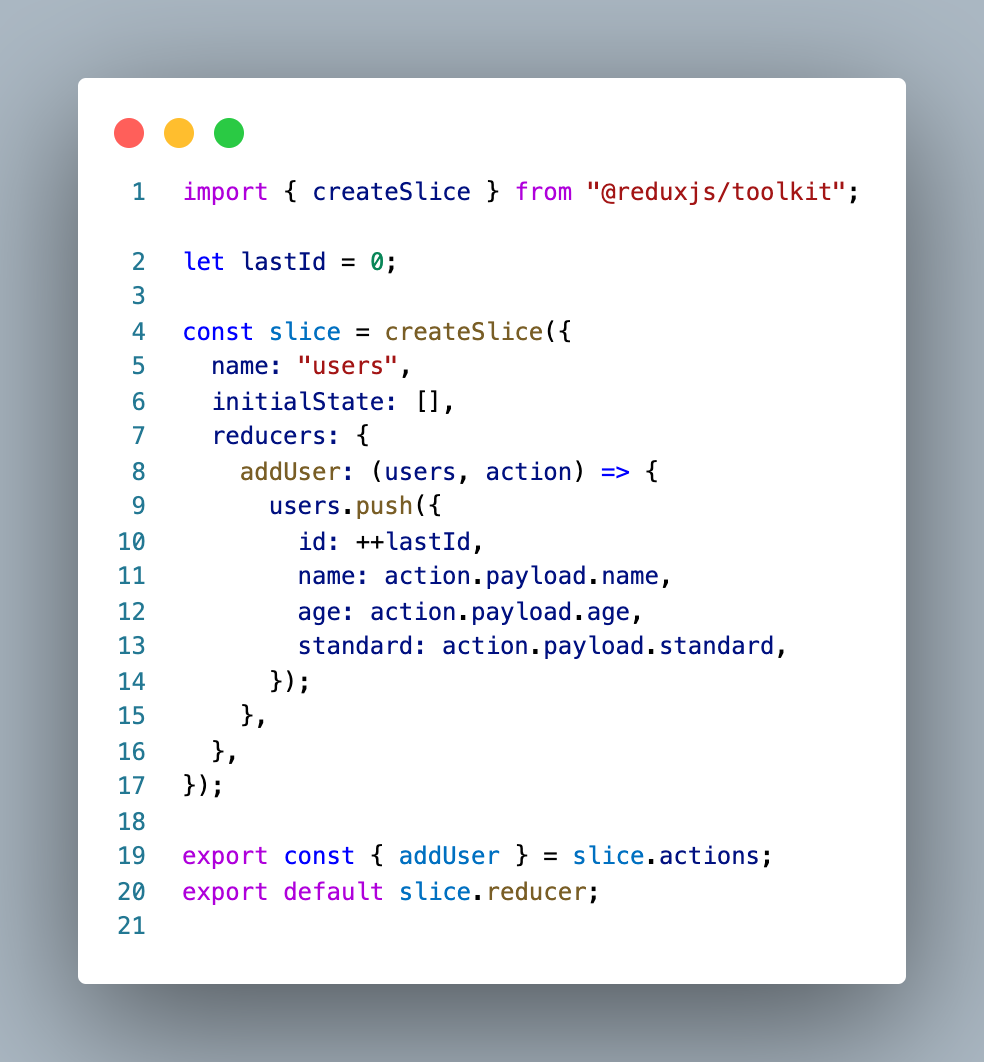 1 import { createSlice } from "@reduxjs/toolkit";
2 let lastId = 0;
3
4 const slice = createSlice({
5   name: "users",
6   initialState: [],
7   reducers: {
8     addUser: (users, action) => {
9       users.push({
10         id: ++lastId,
11         name: action.payload.name,
12         age: action.payload.age,
13         standard: action.payload.standard,
14       });
15     },
16   },
17 });
18
19 export const { addUser } = slice.actions;
20 export default slice.reducer;
21